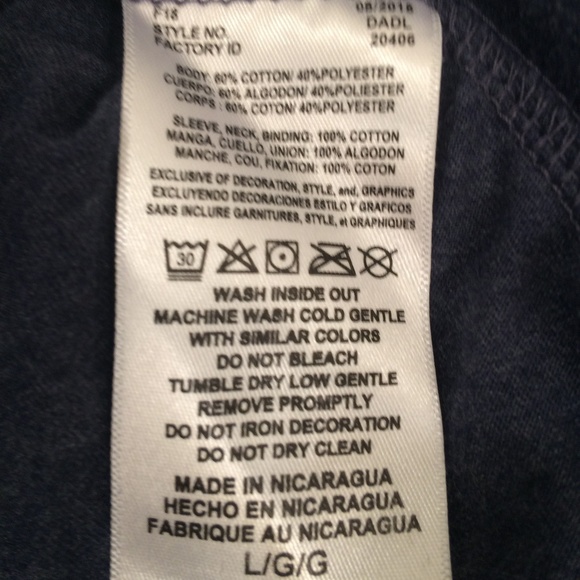 F18 08/2018
STYLE NO. DADL
FACTORY ID 20406
BODY: 60% COTTON/ 40%POLYESTER
CUERPO: 60% ALGODON/ 40%POLIESTER
CORPS : 60% COTON/ 40%POLYESTER
SLEEVE, NECK, BINDING: 100% COTTON
MANGA, CUELLO, UNION: 100% ALGODON
MANCHE, COU, FIXATION: 100% COTON
EXCLUSIVE OF DECORATION, STYLE, and, GRAPHICS
EXCLUYENDO DECORACIONES ESTILO Y GRAFICOS
SANS INCLURE GARNITURES, STYLE, et GRAPHIQUES
30
WASH INSIDE OUT
MACHINE WASH COLD GENTLE
WITH SIMILAR COLORS
DO NOT BLEACH
TUMBLE DRY LOW GENTLE
REMOVE PROMPTLY
DO NOT IRON DECORATION
DO NOT DRY CLEAN
MADE IN NICARAGUA
HECHO EN NICARAGUA
FABRIQUE AU NICARAGUA
L/G/G